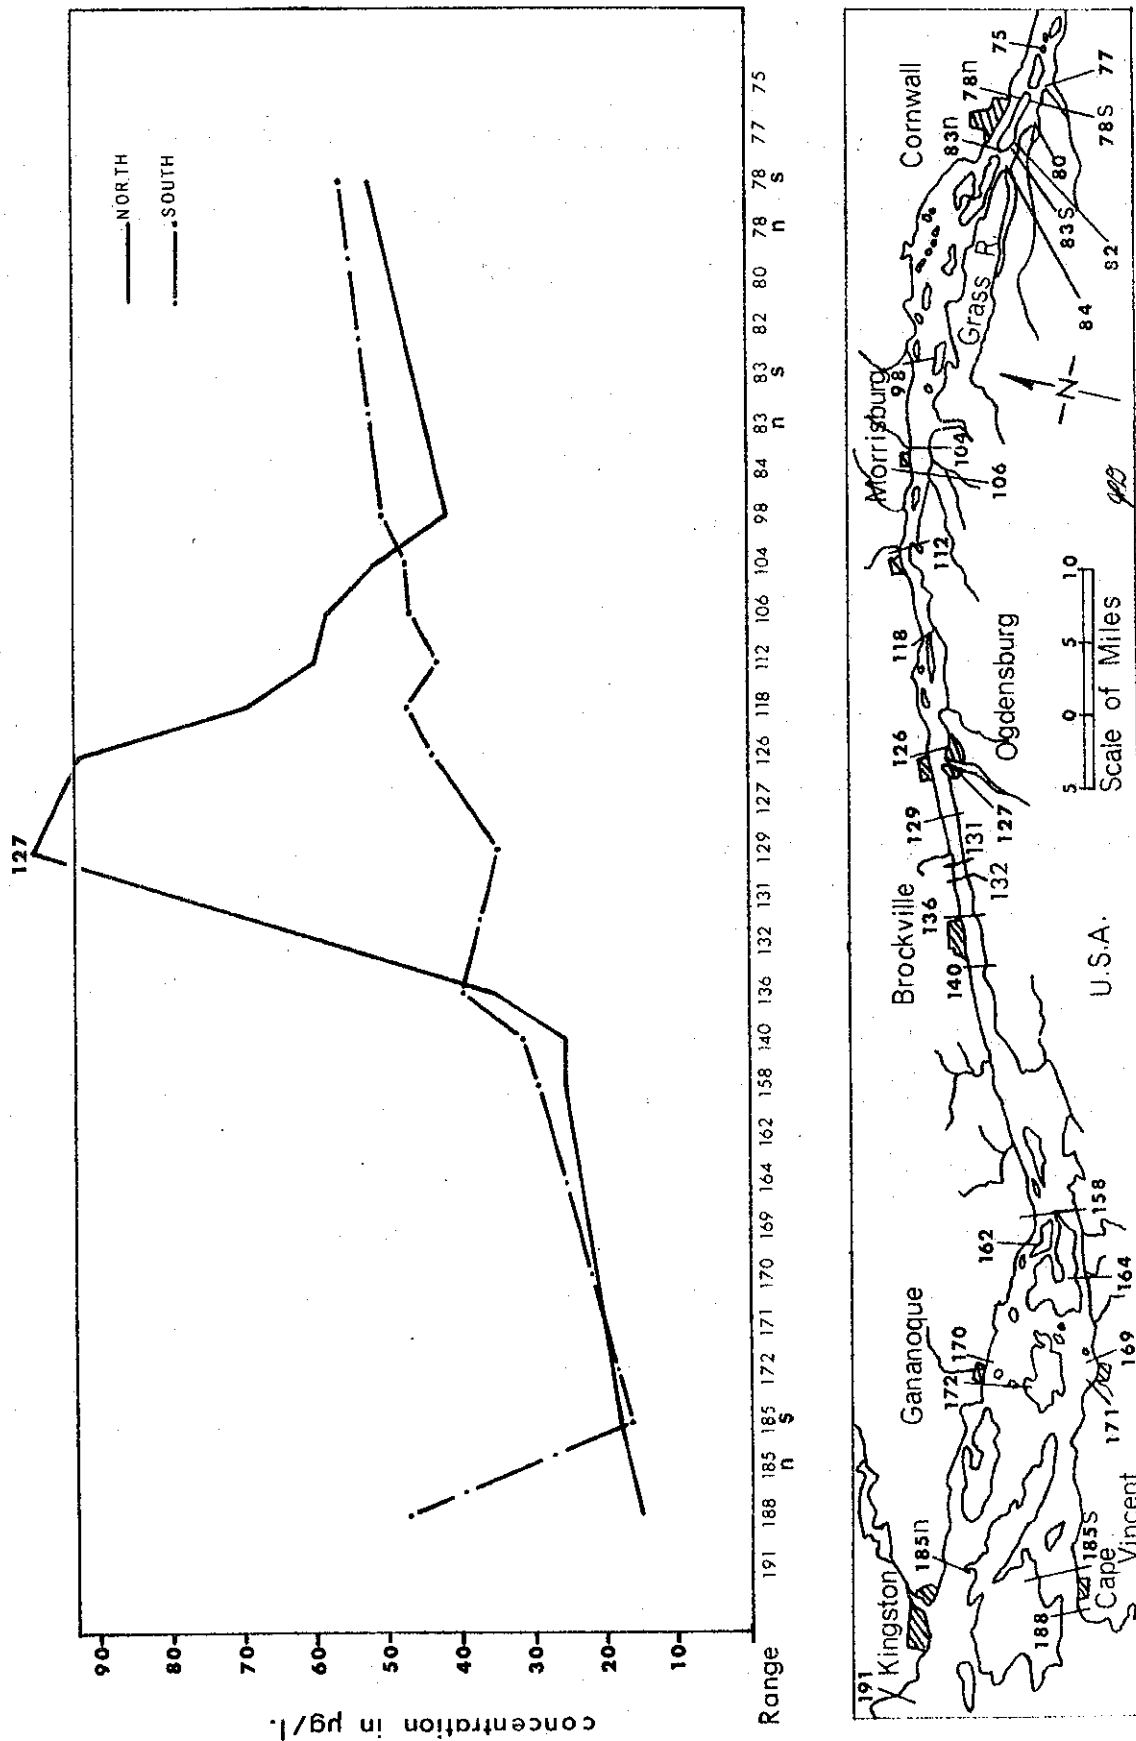 127
NORTH
SOUTH
90
80
70
60
50
40
30
20
10
concentration in µg/l.
Range
191
188
185 n
185 s
172
171
170
169
164
162
158
140
136
132
131
129
127
126
118
112
106
104
98
84
83 n
83 s
82
80
78 n
78 s
77
75
191
Kingston
185n
188
185s
Cape
Vincent
Gananoque
172
170
171
169
162
164
158
Brockville
140
136
132
131
129
127
126
Ogdensburg
118
112
Morrisburg
106
104
98
Grass R.
84
82
83s
80
Cornwall
83n
78n
78s
77
75
U.S.A.
5 0 5 10
Scale of Miles
-N-